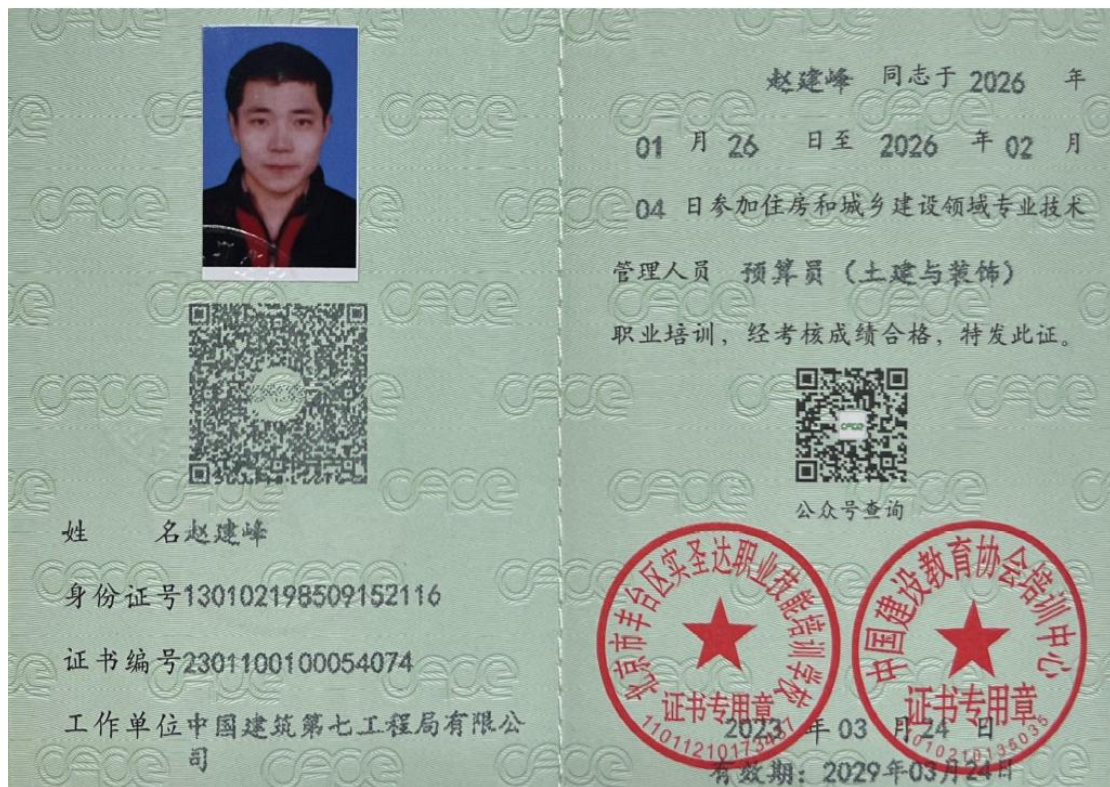 姓 名赵建峰
身份证号130102198509152116
证书编号2301100100054074
工作单位中国建筑第七工程局有限公
司
赵建峰 同志于 2026 年
01 月 26 日至 2026 年 02 月
04 日参加住房和城乡建设领域专业技术
管理人员 预算员（土建与装饰）
职业培训，经考核成绩合格，特发此证。
CACE
公众号查询
北京市丰台区实圣达职业技能培训学校
证书专用章
中国建设教育协会培训中心
证书专用章
2023 年 03 月 24 日
有效期：2029年03月24日